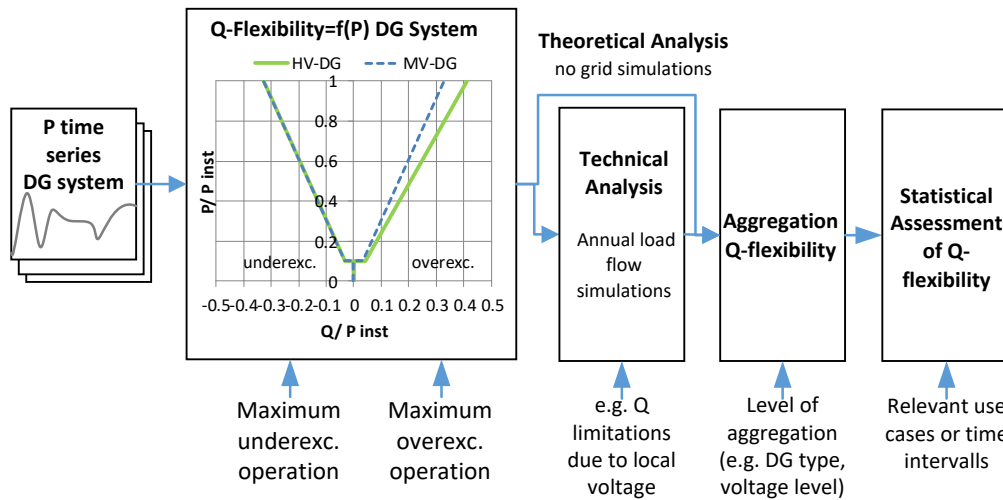 Q-Flexibility=f(P) DG System
HV-DG
MV-DG
P time
series
DG system
P/ P inst
1
0.8
0.6
0.4
0.2
0
underexc.
overexc.
-0.5-0.4-0.3-0.2-0.1 0 0.1 0.2 0.3 0.4 0.5
Q/ P inst
Theoretical Analysis
no grid simulations
Technical
Analysis
Annual load
flow
simulations
Aggregation
Q-flexibility
Statistical
Assessment
of Q-
flexibility
Maximum
underexc.
operation
Maximum
overexc.
operation
e.g. Q
limitations
due to local
voltage
Level of
aggregation
(e.g. DG type,
voltage level)
Relevant use
cases or time
intervalls